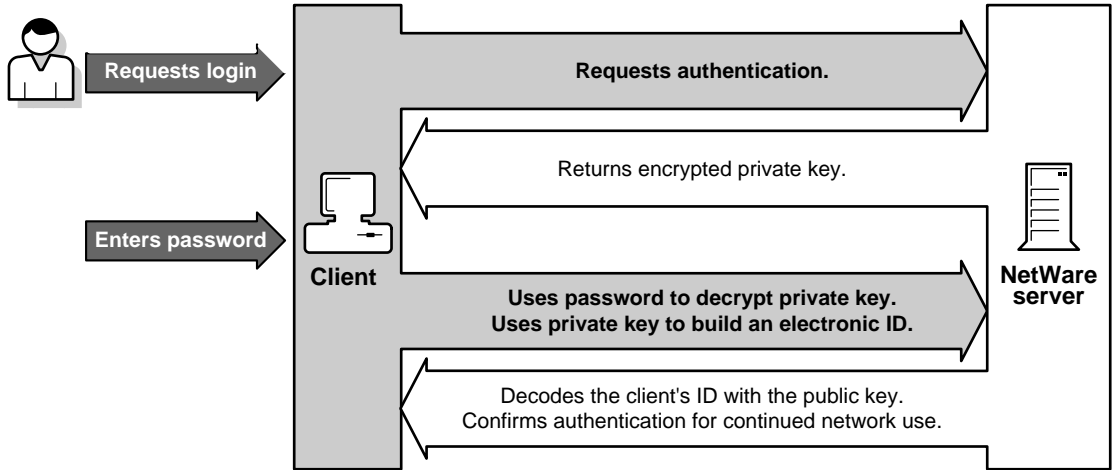 Requests login
Requests authentication.
Returns encrypted private key.
Enters password
Client
NetWare
server
Uses password to decrypt private key.
Uses private key to build an electronic ID.
Decodes the client's ID with the public key.
Confirms authentication for continued network use.